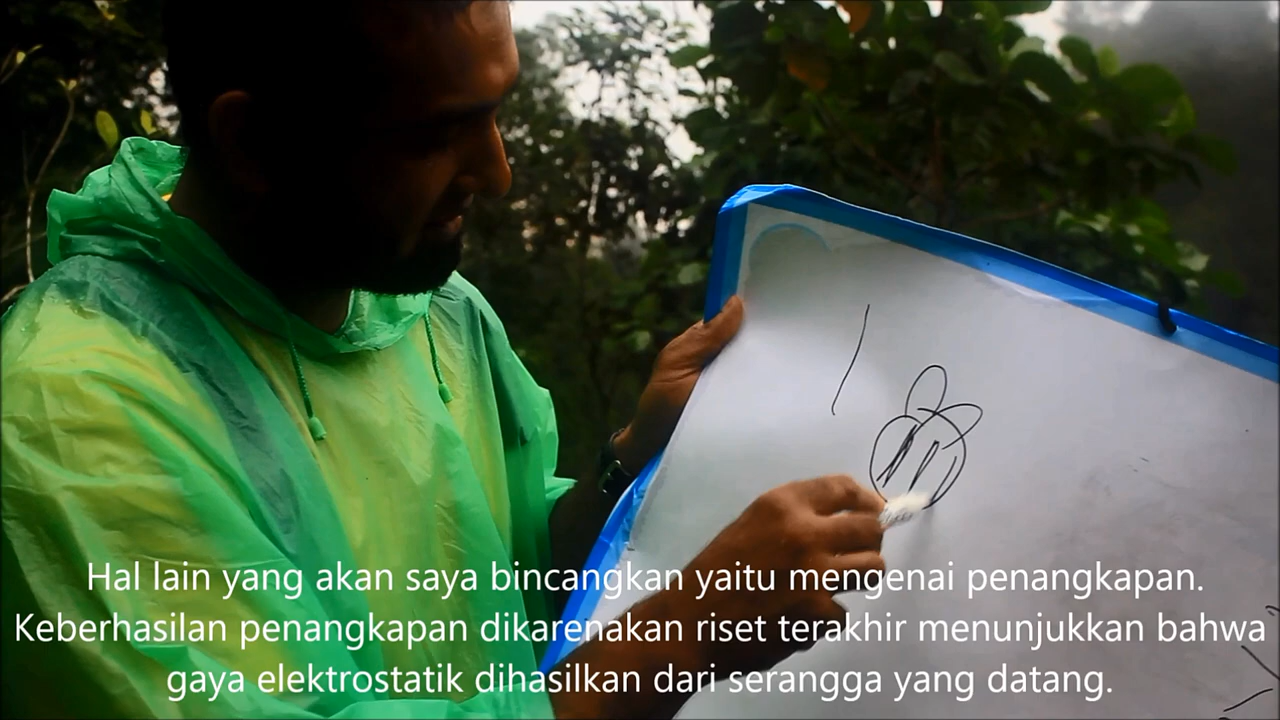 Hal lain yang akan saya bincangkan yaitu mengenai penangkapan.
Keberhasilan penangkapan dikarenakan riset terakhir menunjukkan bahwa
gaya elektrostatik dihasilkan dari serangga yang datang.